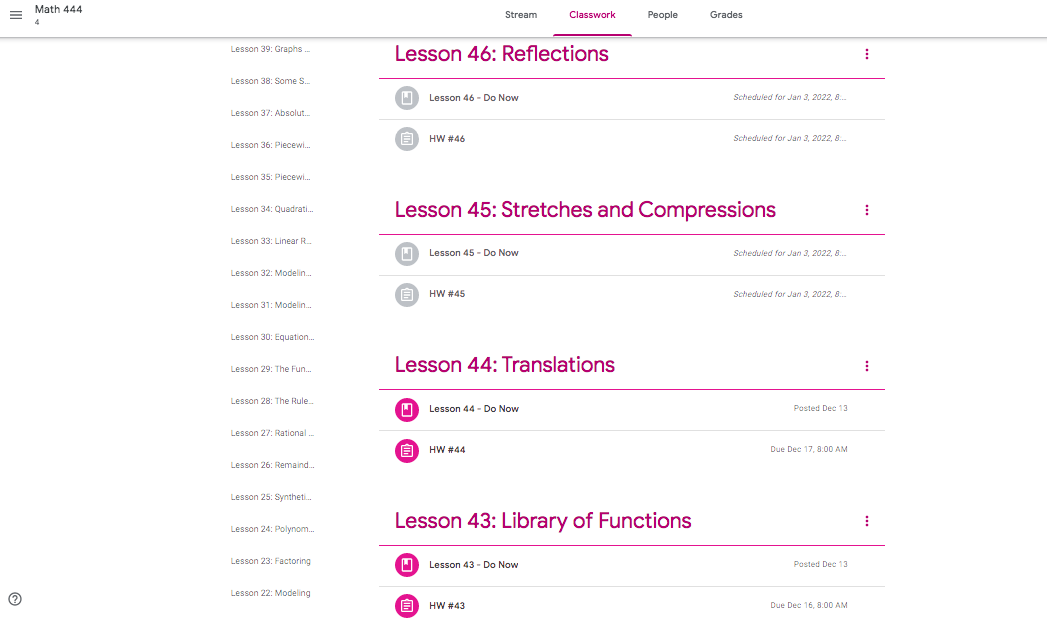 Math 444
4
Stream
Classwork
People
Grades
Lesson 39: Graphs ...
Lesson 38: Some S...
Lesson 37: Absolut...
Lesson 36: Piecewi...
Lesson 35: Piecewi...
Lesson 34: Quadrati...
Lesson 33: Linear R...
Lesson 32: Modelin...
Lesson 31: Modelin...
Lesson 30: Equation...
Lesson 29: The Fun...
Lesson 28: The Rule...
Lesson 27: Rational ...
Lesson 26: Remaind...
Lesson 25: Syntheti...
Lesson 24: Polynom...
Lesson 23: Factoring
Lesson 22: Modeling
Lesson 46: Reflections
Lesson 46 - Do Now
Scheduled for Jan 3, 2022, 8:...
HW #46
Scheduled for Jan 3, 2022, 8:...
Lesson 45: Stretches and Compressions
Lesson 45 - Do Now
Scheduled for Jan 3, 2022, 8:...
HW #45
Scheduled for Jan 3, 2022, 8:...
Lesson 44: Translations
Lesson 44 - Do Now
Posted Dec 13
HW #44
Due Dec 17, 8:00 AM
Lesson 43: Library of Functions
Lesson 43 - Do Now
Posted Dec 13
HW #43
Due Dec 16, 8:00 AM